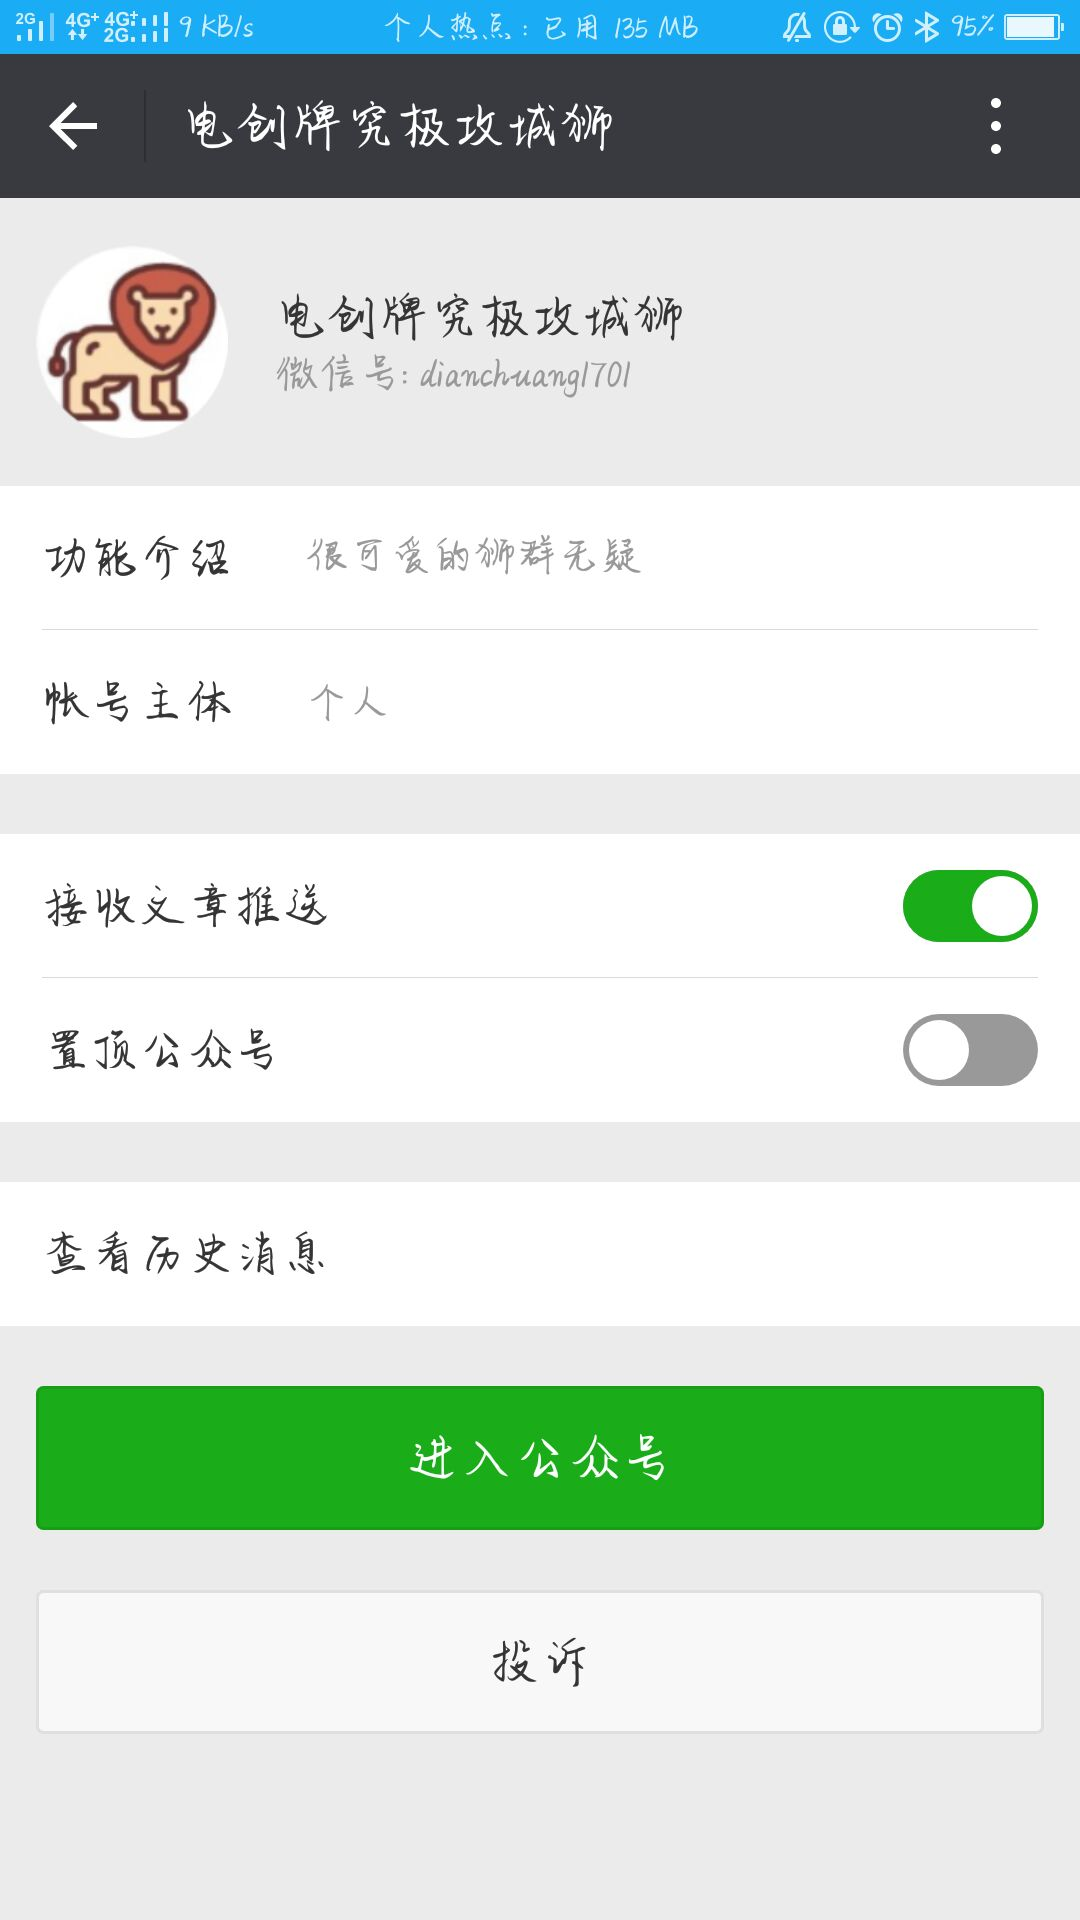 2G 4G+ 4G+ 2G 9 KB/s 个人热点：已用 135 MB 95%
电创牌究极攻城狮
电创牌究极攻城狮
微信号: dianchuang1701
功能介绍 很可爱的狮群无疑
帐号主体 个人
接收文章推送
置顶公众号
查看历史消息
进入公众号
投诉